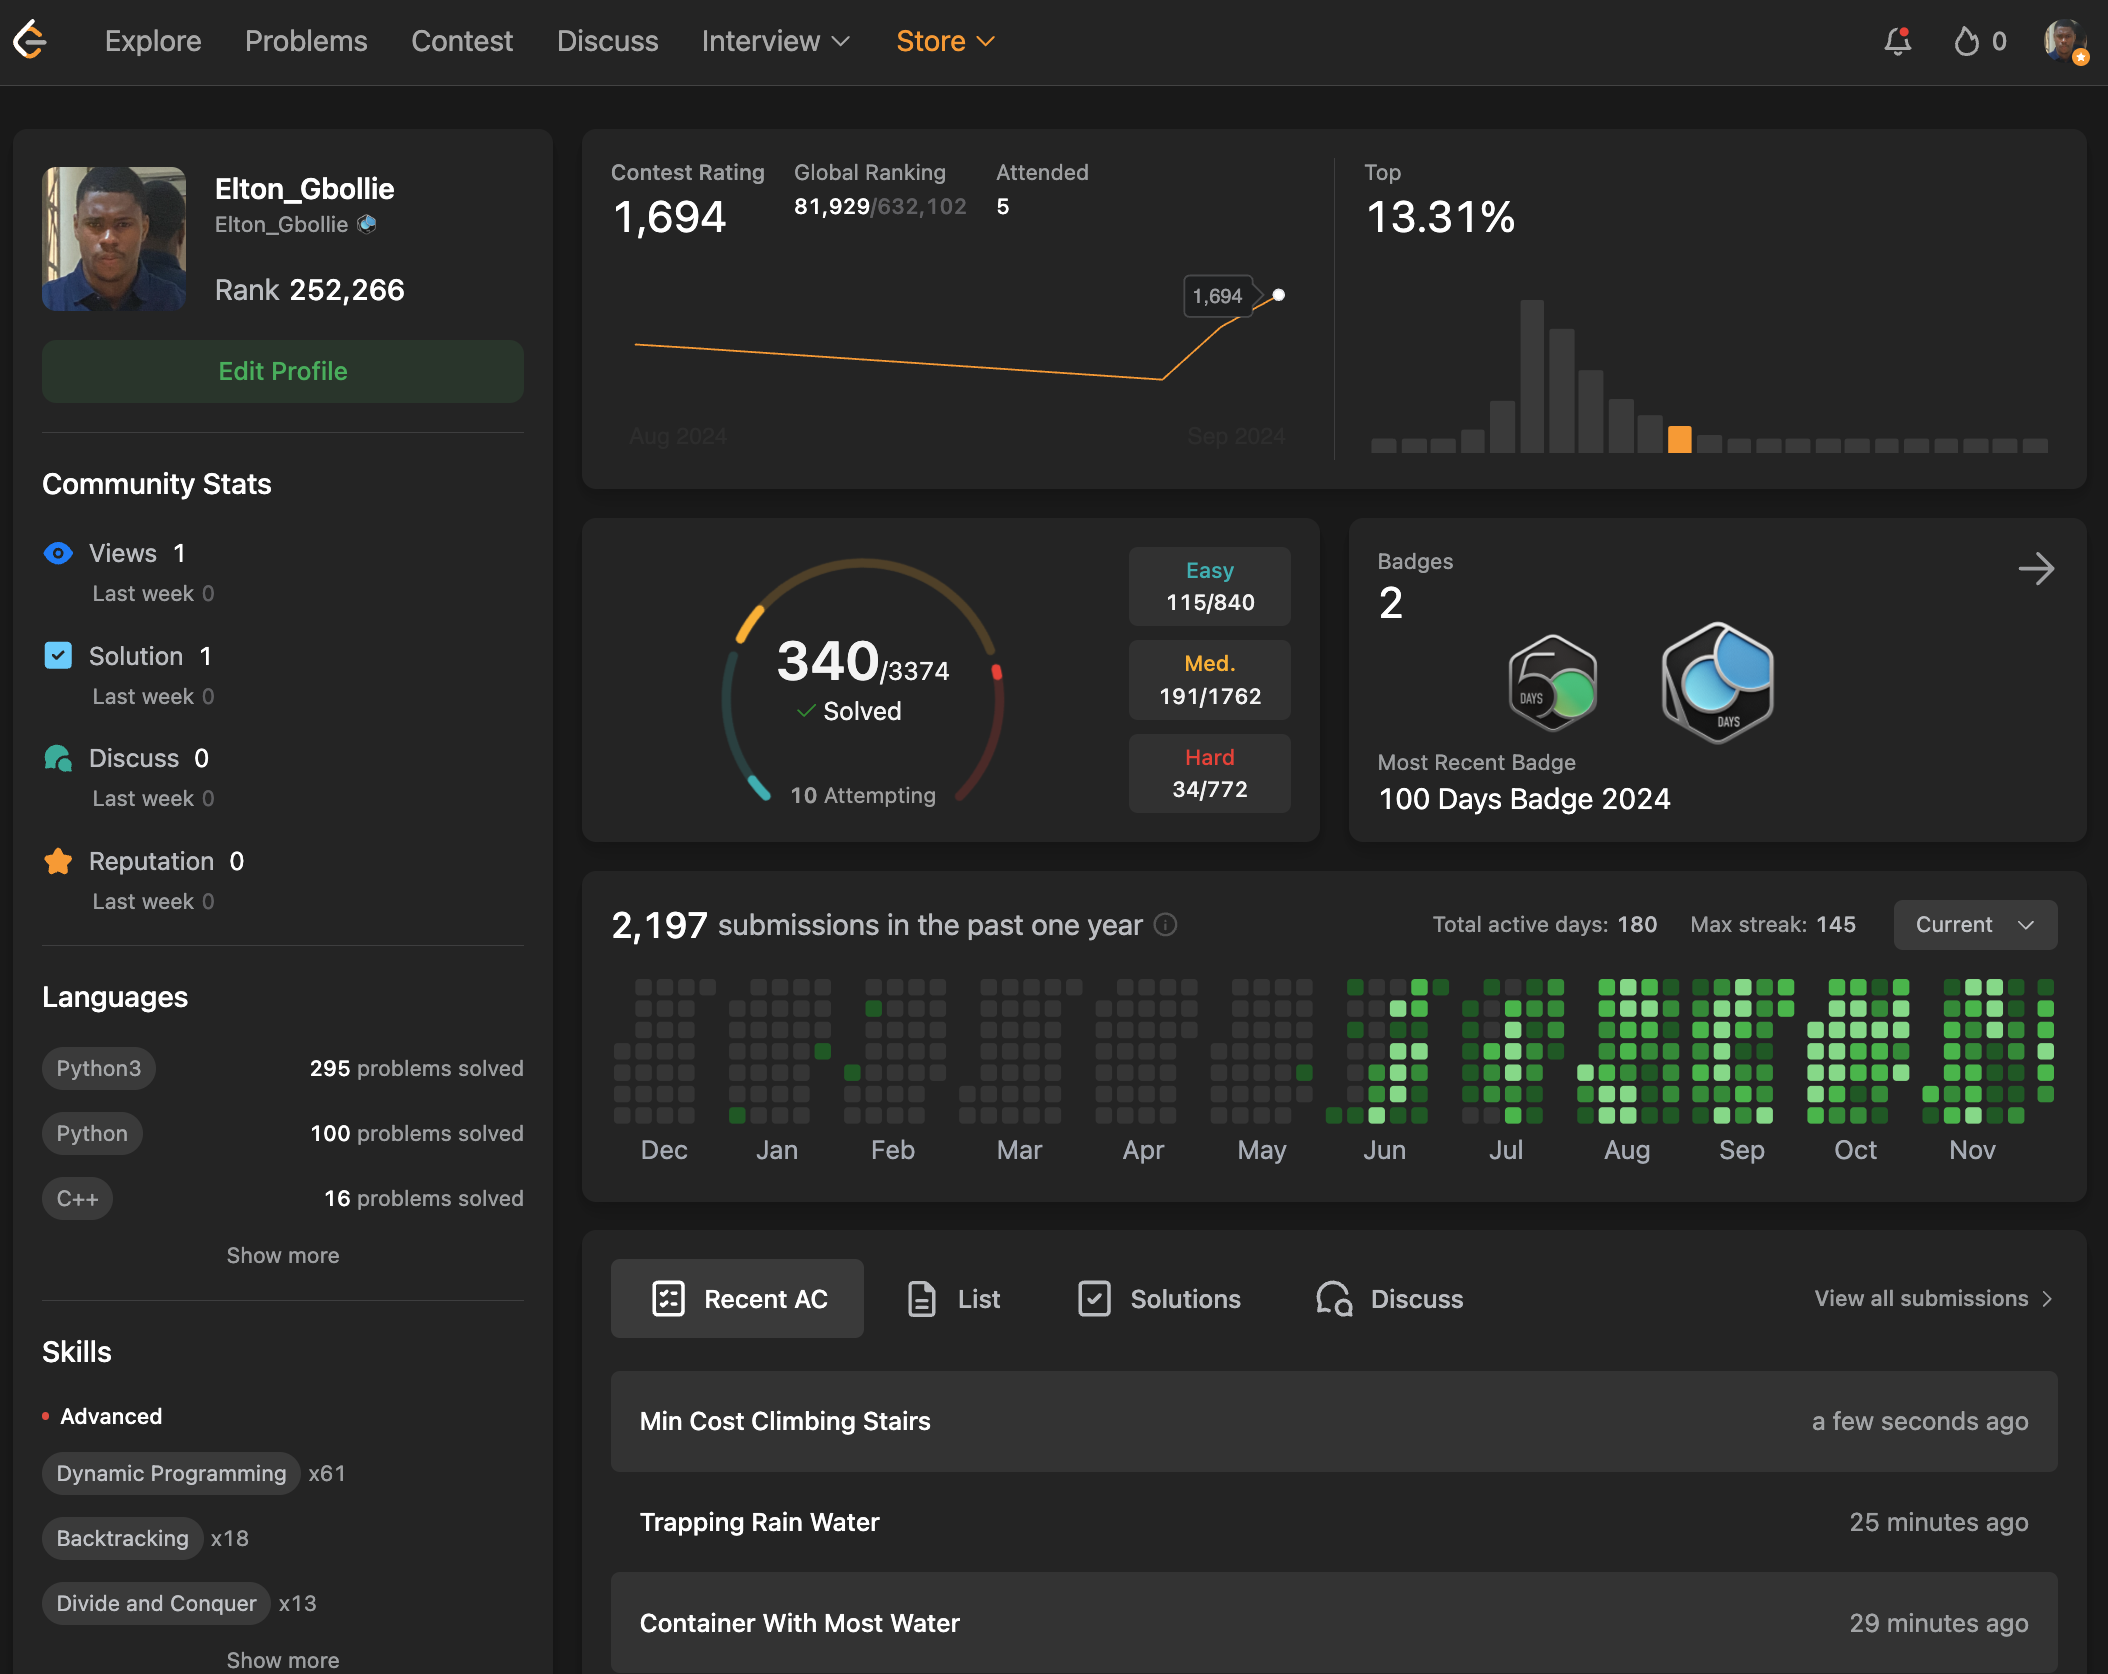 Explore Problems Contest Discuss Interview Store 0
Elton_Gbollie
Elton_Gbollie
Rank 252,266
Edit Profile
Community Stats
Views 1
Last week 0
Solution 1
Last week 0
Discuss 0
Last week 0
Reputation 0
Last week 0
Languages
Python3 295 problems solved
Python 100 problems solved
C++ 16 problems solved
Show more
Skills
Advanced
Dynamic Programming x61
Backtracking x18
Divide and Conquer x13
Show more
Contest Rating Global Ranking Attended
1,694 81,929/632,102 5
1,694
Aug 2024 Sep 2024
Top
13.31%
340/3374
Solved
10 Attempting
Easy
115/840
Med.
191/1762
Hard
34/772
Badges
2
50
DAYS
DAYS
Most Recent Badge
100 Days Badge 2024
2,197 submissions in the past one year Total active days: 180 Max streak: 145 Current
Dec Jan Feb Mar Apr May Jun Jul Aug Sep Oct Nov
Recent AC List Solutions Discuss View all submissions
Min Cost Climbing Stairs a few seconds ago
Trapping Rain Water 25 minutes ago
Container With Most Water 29 minutes ago